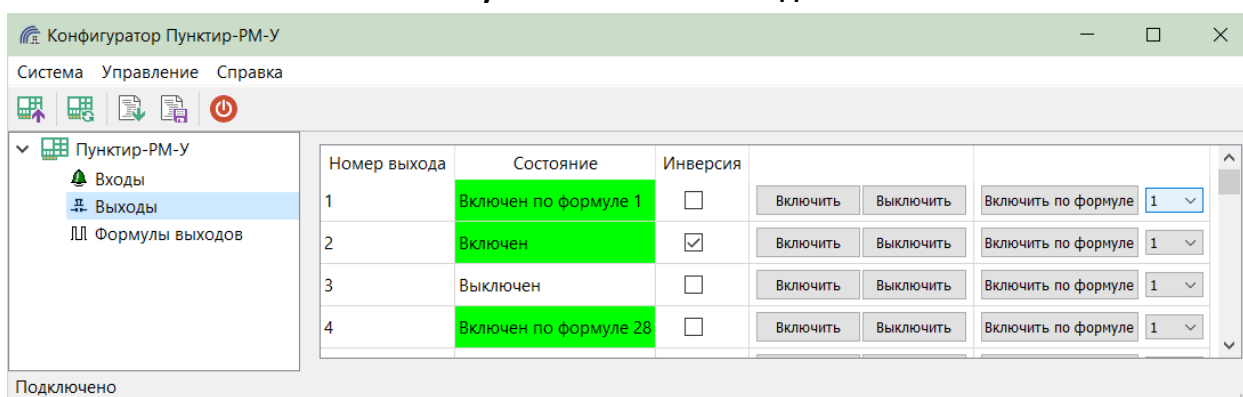 Конфигуратор Пунктир-РМ-У
Система Управление Справка
Пунктир-РМ-У
Входы
Выходы
Формулы выходов
Номер выхода Состояние Инверсия
1 Включен по формуле 1 Включить Выключить Включить по формуле 1
2 Включен Включить Выключить Включить по формуле 1
3 Выключен Включить Выключить Включить по формуле 1
4 Включен по формуле 28 Включить Выключить Включить по формуле 1
Подключено